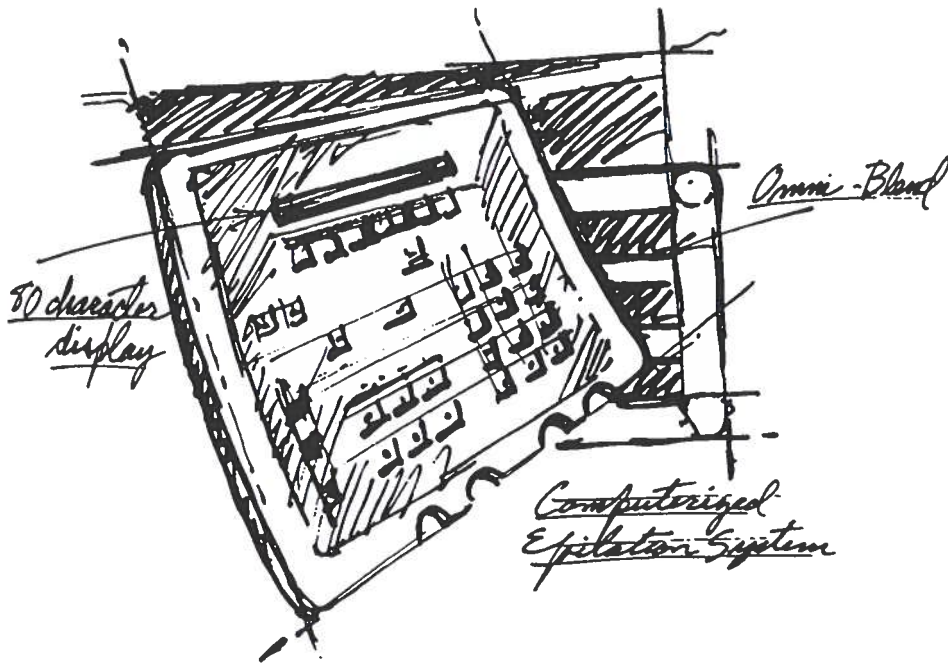 Omni-Blend
80 character
display
Computerized
Epilation System